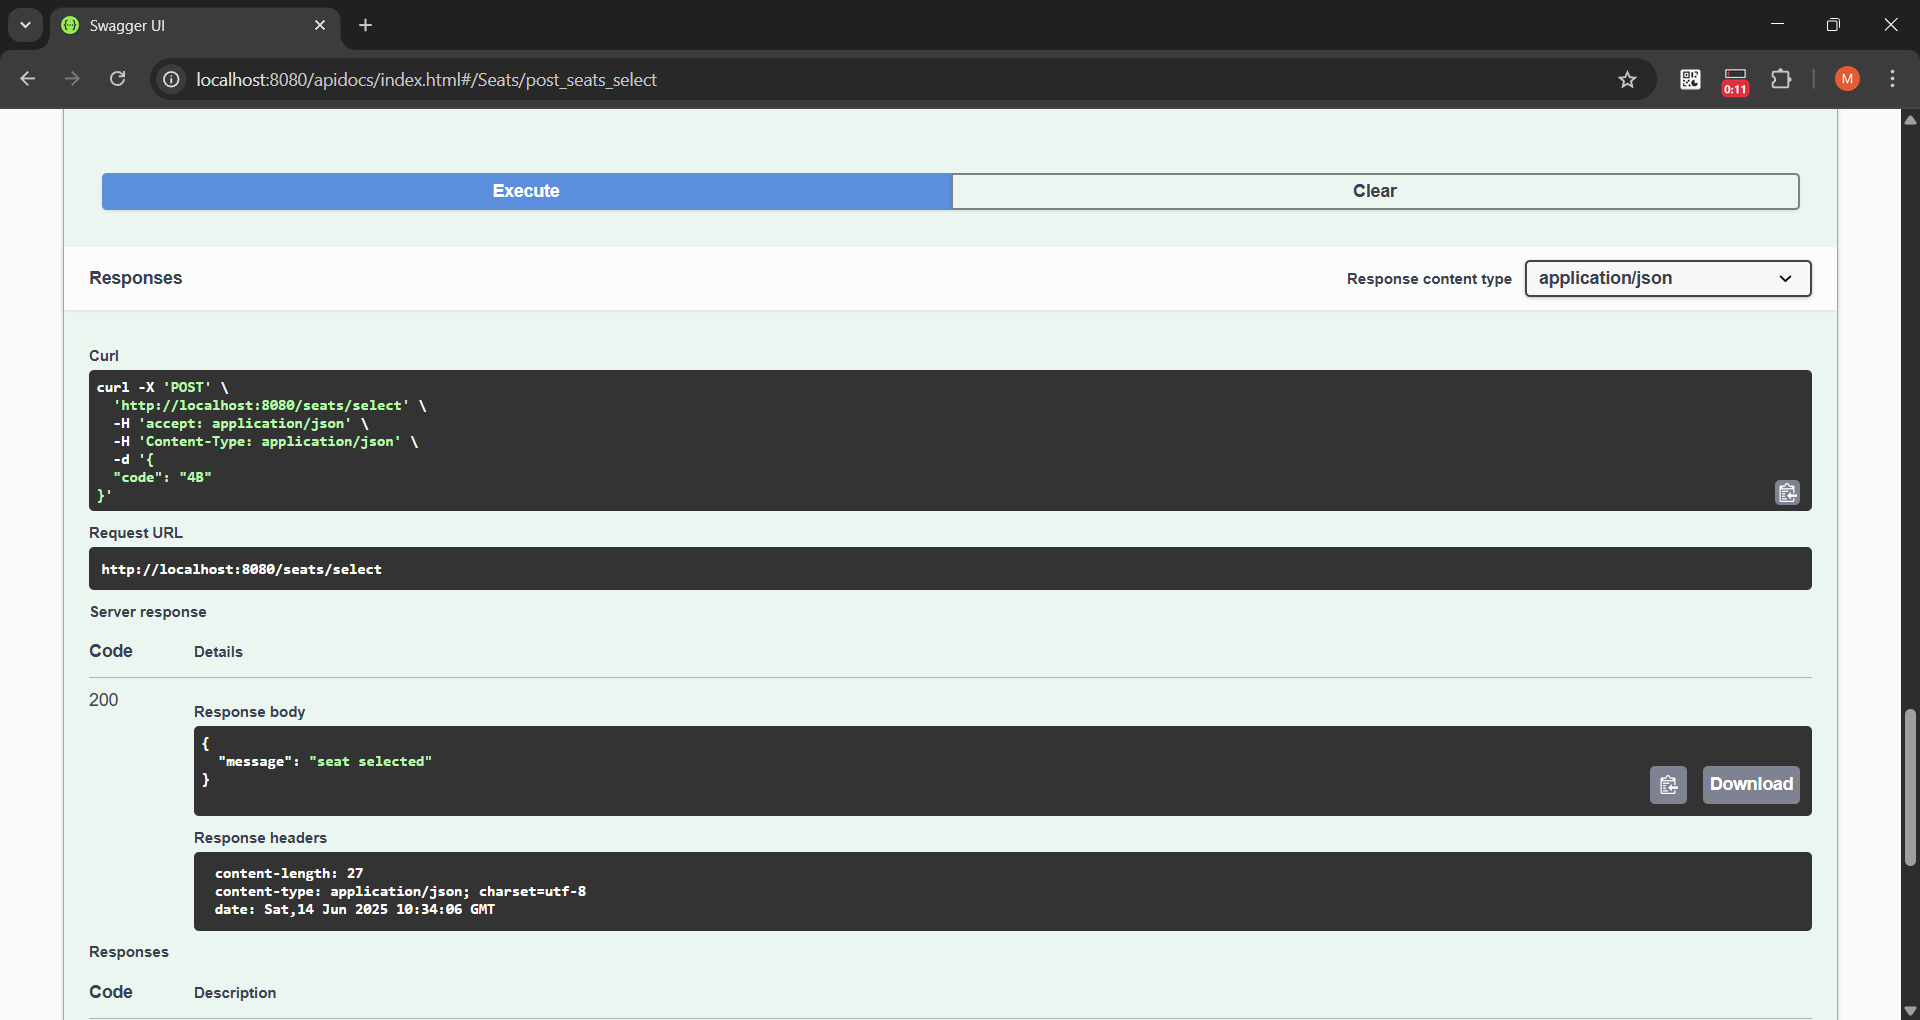 Swagger UI
localhost:8080/apidocs/index.html#/Seats/post_seats_select
0:11
M
Execute
Clear
Responses
Response content type
application/json
Curl
curl -X 'POST' \
'http://localhost:8080/seats/select' \
-H 'accept: application/json' \
-H 'Content-Type: application/json' \
-d '{
"code": "4B"
}'
Request URL
http://localhost:8080/seats/select
Server response
Code
Details
200
Response body
{
"message": "seat selected"
}
Download
Response headers
content-length: 27
content-type: application/json; charset=utf-8
date: Sat,14 Jun 2025 10:34:06 GMT
Responses
Code
Description